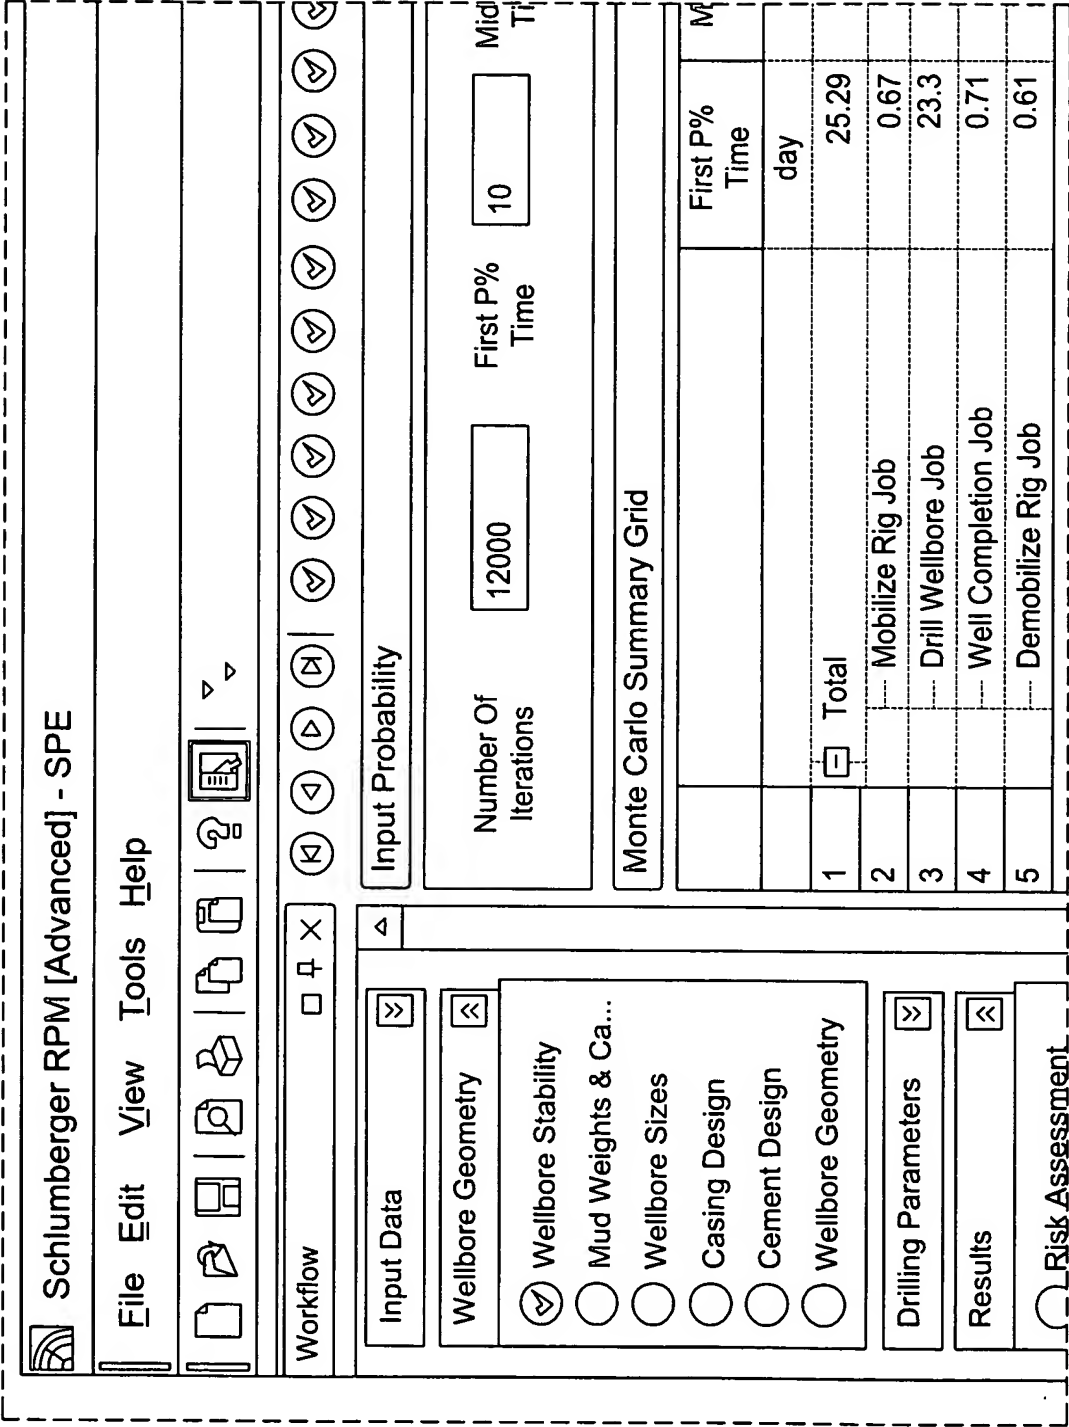 Schlumberger RPM [Advanced] - SPE
File Edit View Tools Help
Workflow
Input Data
Wellbore Geometry
Wellbore Stability
Mud Weights & Ca...
Wellbore Sizes
Casing Design
Cement Design
Wellbore Geometry
Drilling Parameters
Results
Risk Assessment
Input Probability
Number Of
Iterations
12000
First P%
Time
10
Mid
Ti
Monte Carlo Summary Grid
First P%
Time
M
day
1 Total 25.29
2 Mobilize Rig Job 0.67
3 Drill Wellbore Job 23.3
4 Well Completion Job 0.71
5 Demobilize Rig Job 0.61